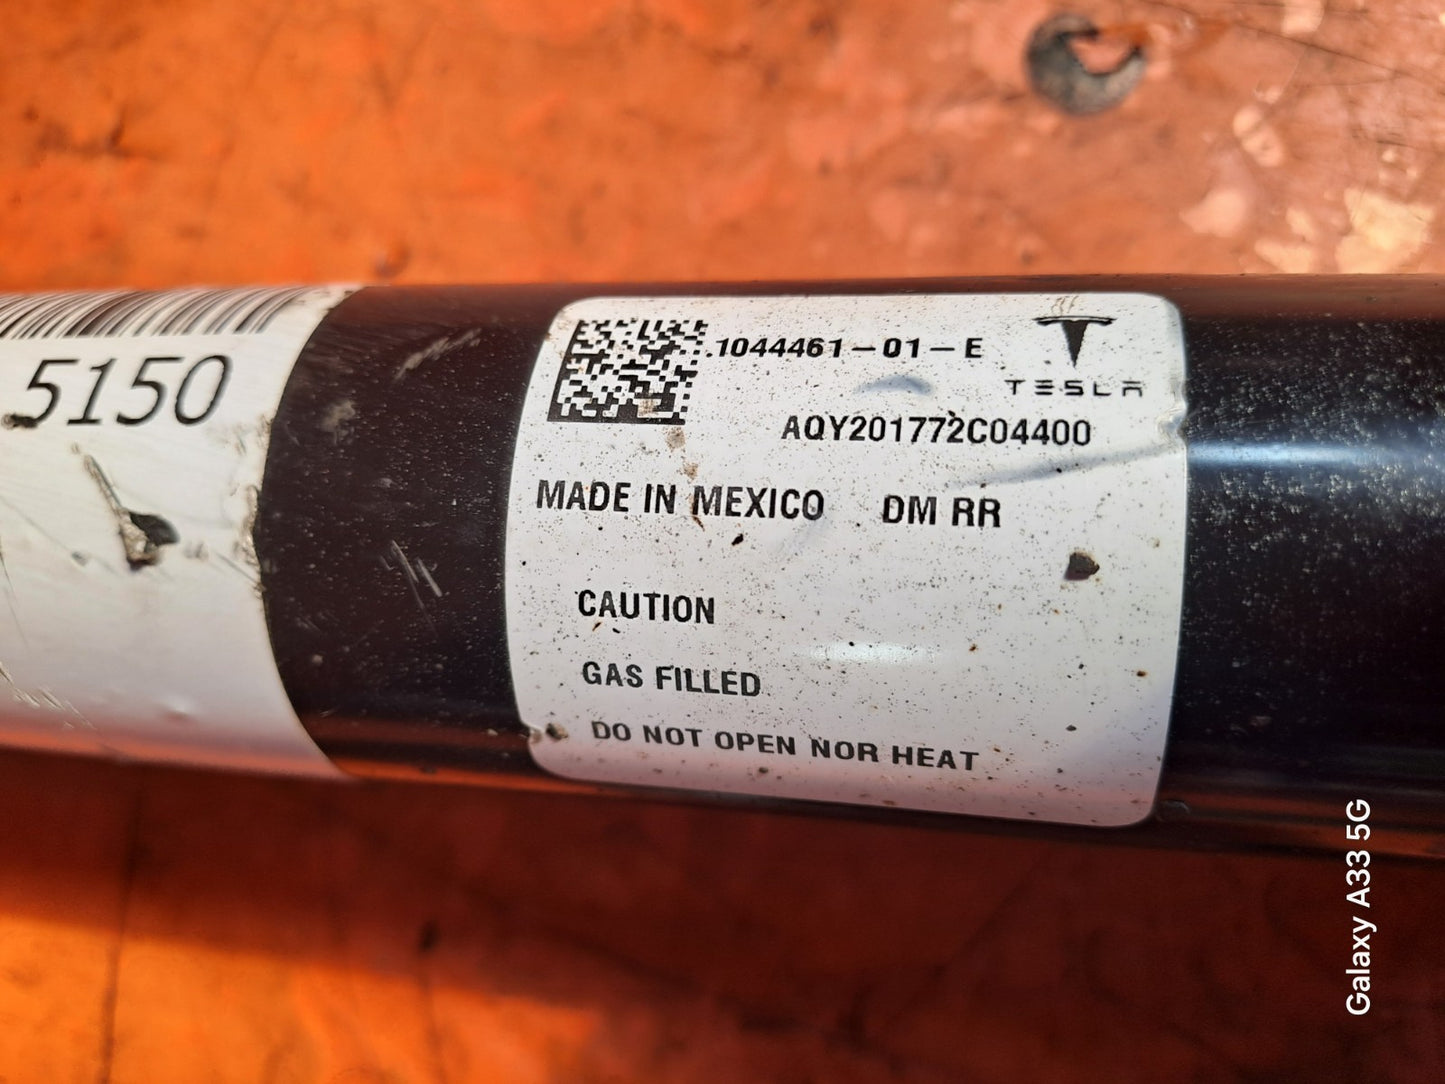 5150
1044461-01-E
TESLA
AQY201772C04400
MADE IN MEXICO DM RR
CAUTION
GAS FILLED
DO NOT OPEN NOR HEAT
Galaxy A33 5G